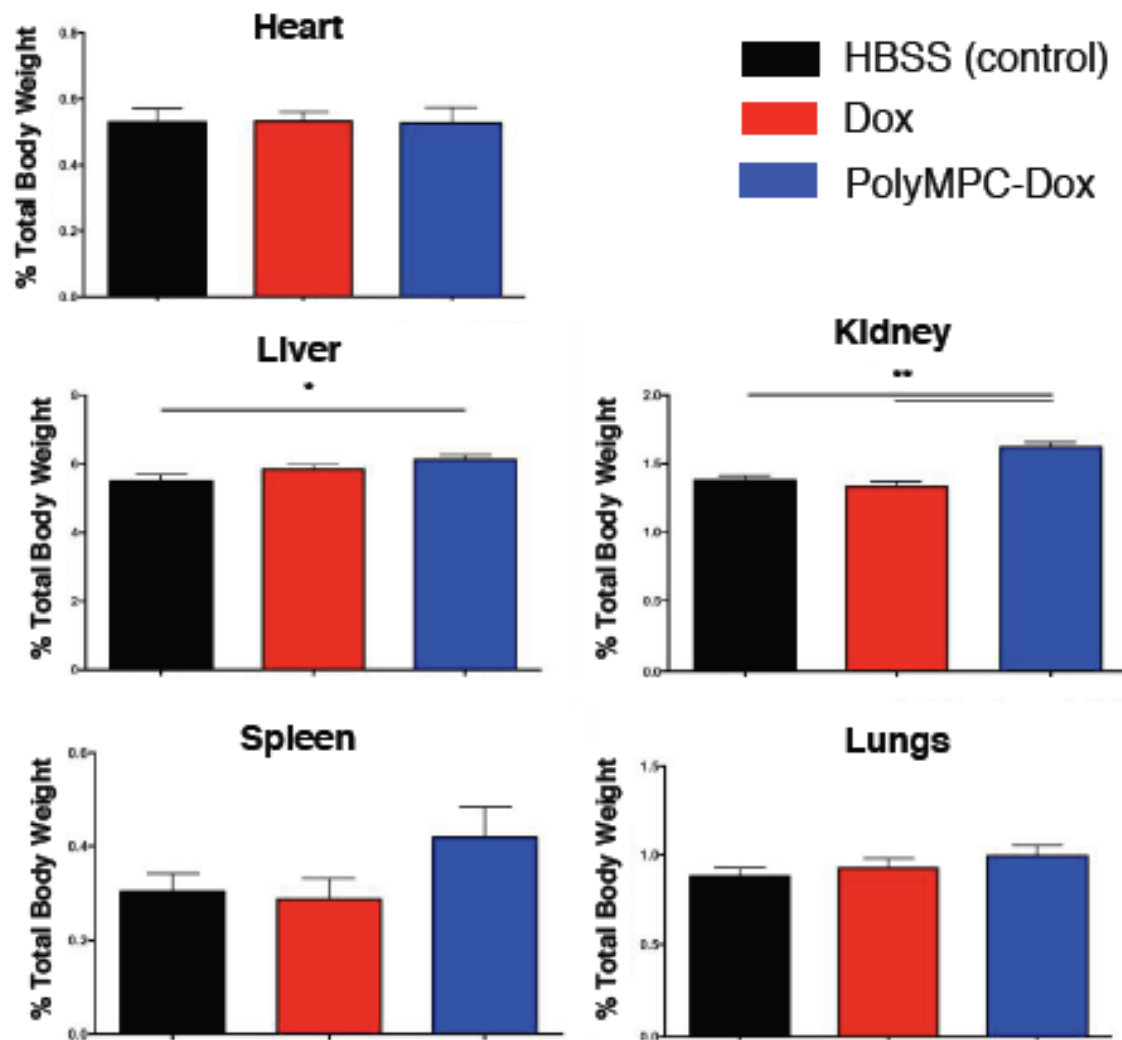 Heart
% Total Body Weight
0.8
0.6
0.4
0.2
0.0
HBSS (control)
Dox
PolyMPC-Dox
Liver
*
% Total Body Weight
8
6
4
2
0
Kidney
**
% Total Body Weight
2.0
1.5
1.0
0.5
0.0
Spleen
% Total Body Weight
0.6
0.4
0.2
0.0
Lungs
% Total Body Weight
1.5
1.0
0.5
0.0